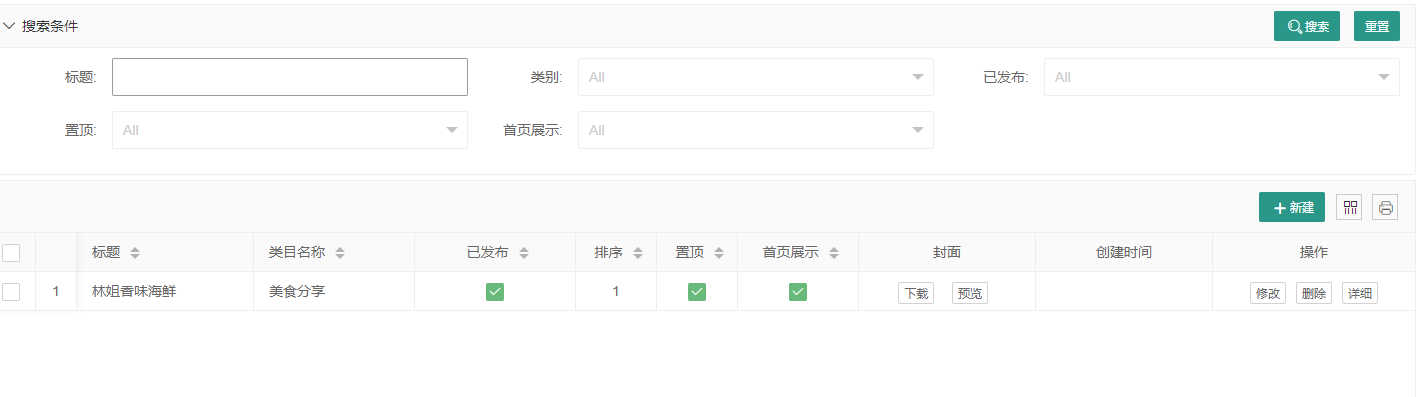 搜索条件 搜索 重置
标题: 类别: All 已发布: All
置顶: All 首页展示: All
新建
标题 类目名称 已发布 排序 置顶 首页展示 封面 创建时间 操作
1 林姐香味海鲜 美食分享 1 下载 预览 修改 删除 详细